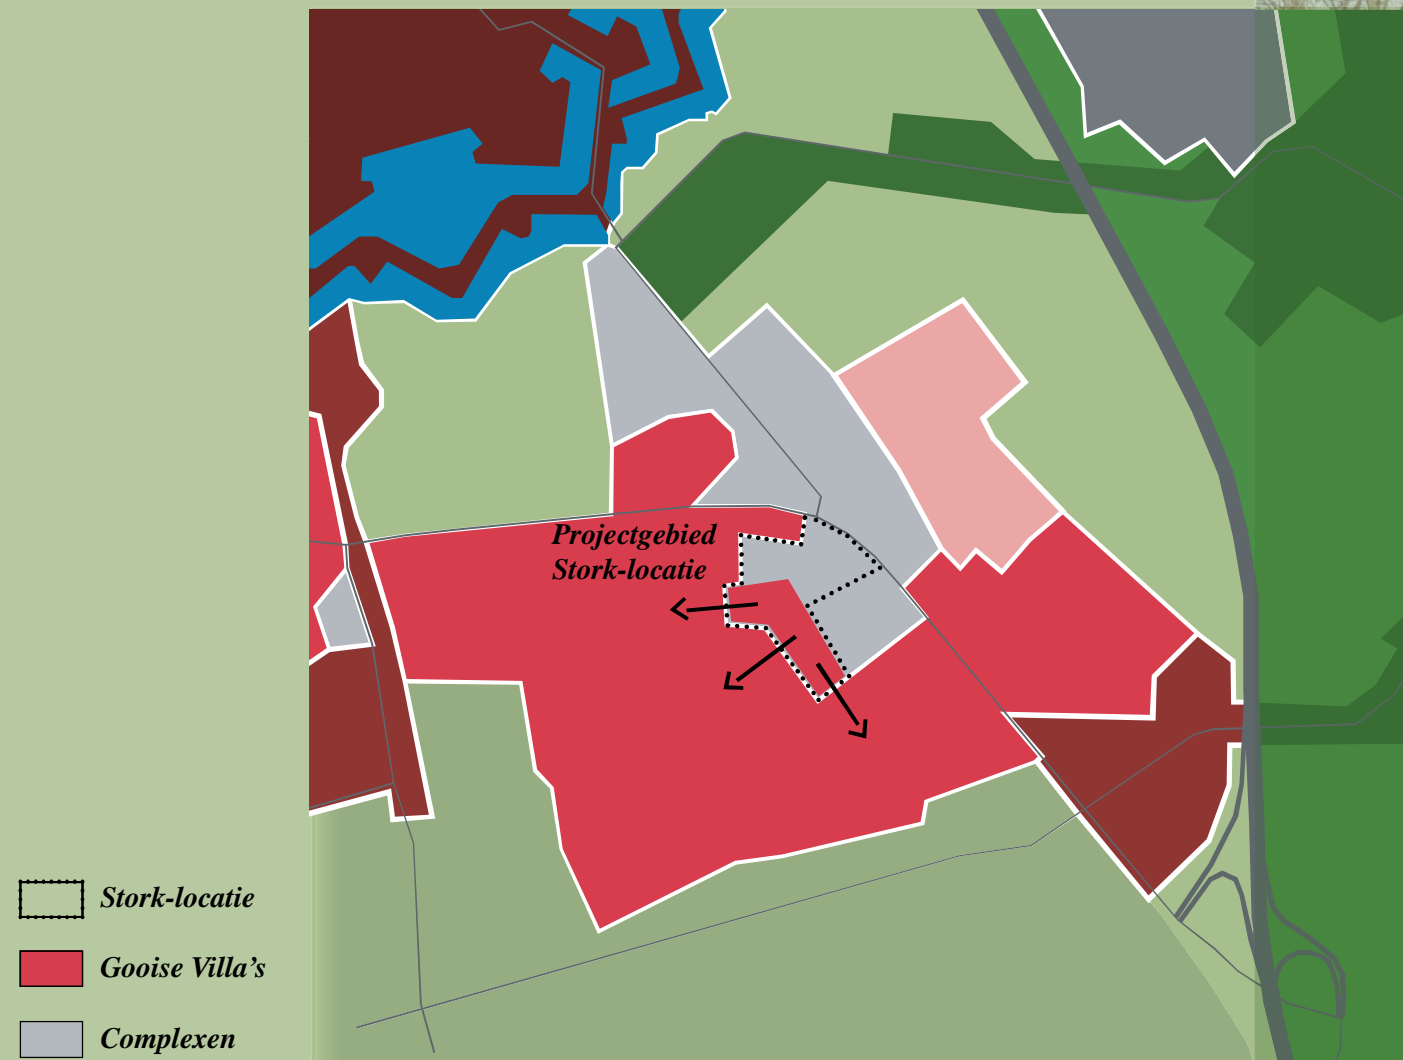 Projectgebied
Stork-locatie
Stork-locatie
Gooise Villa’s
Complexen